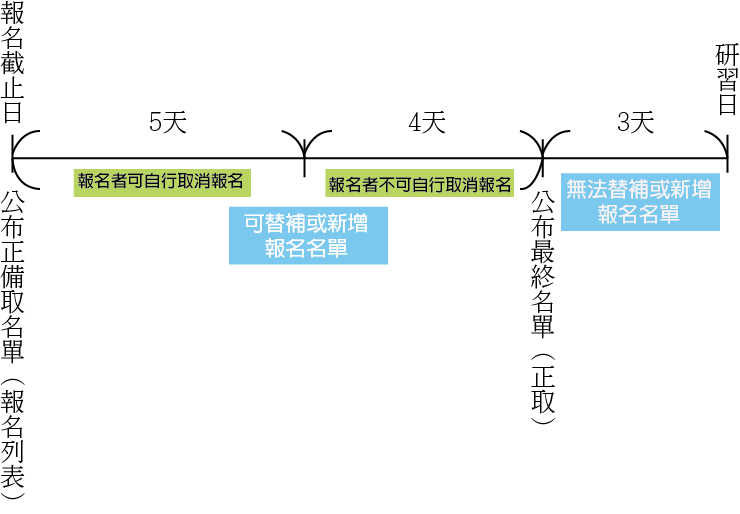 報名截止日
研習日
5天
4天
3天
報名者可自行取消報名
報名者不可自行取消報名
無法替補或新增
報名名單
可替補或新增
報名名單
公布正備取名單（報名列表）
公布最終名單（正取）